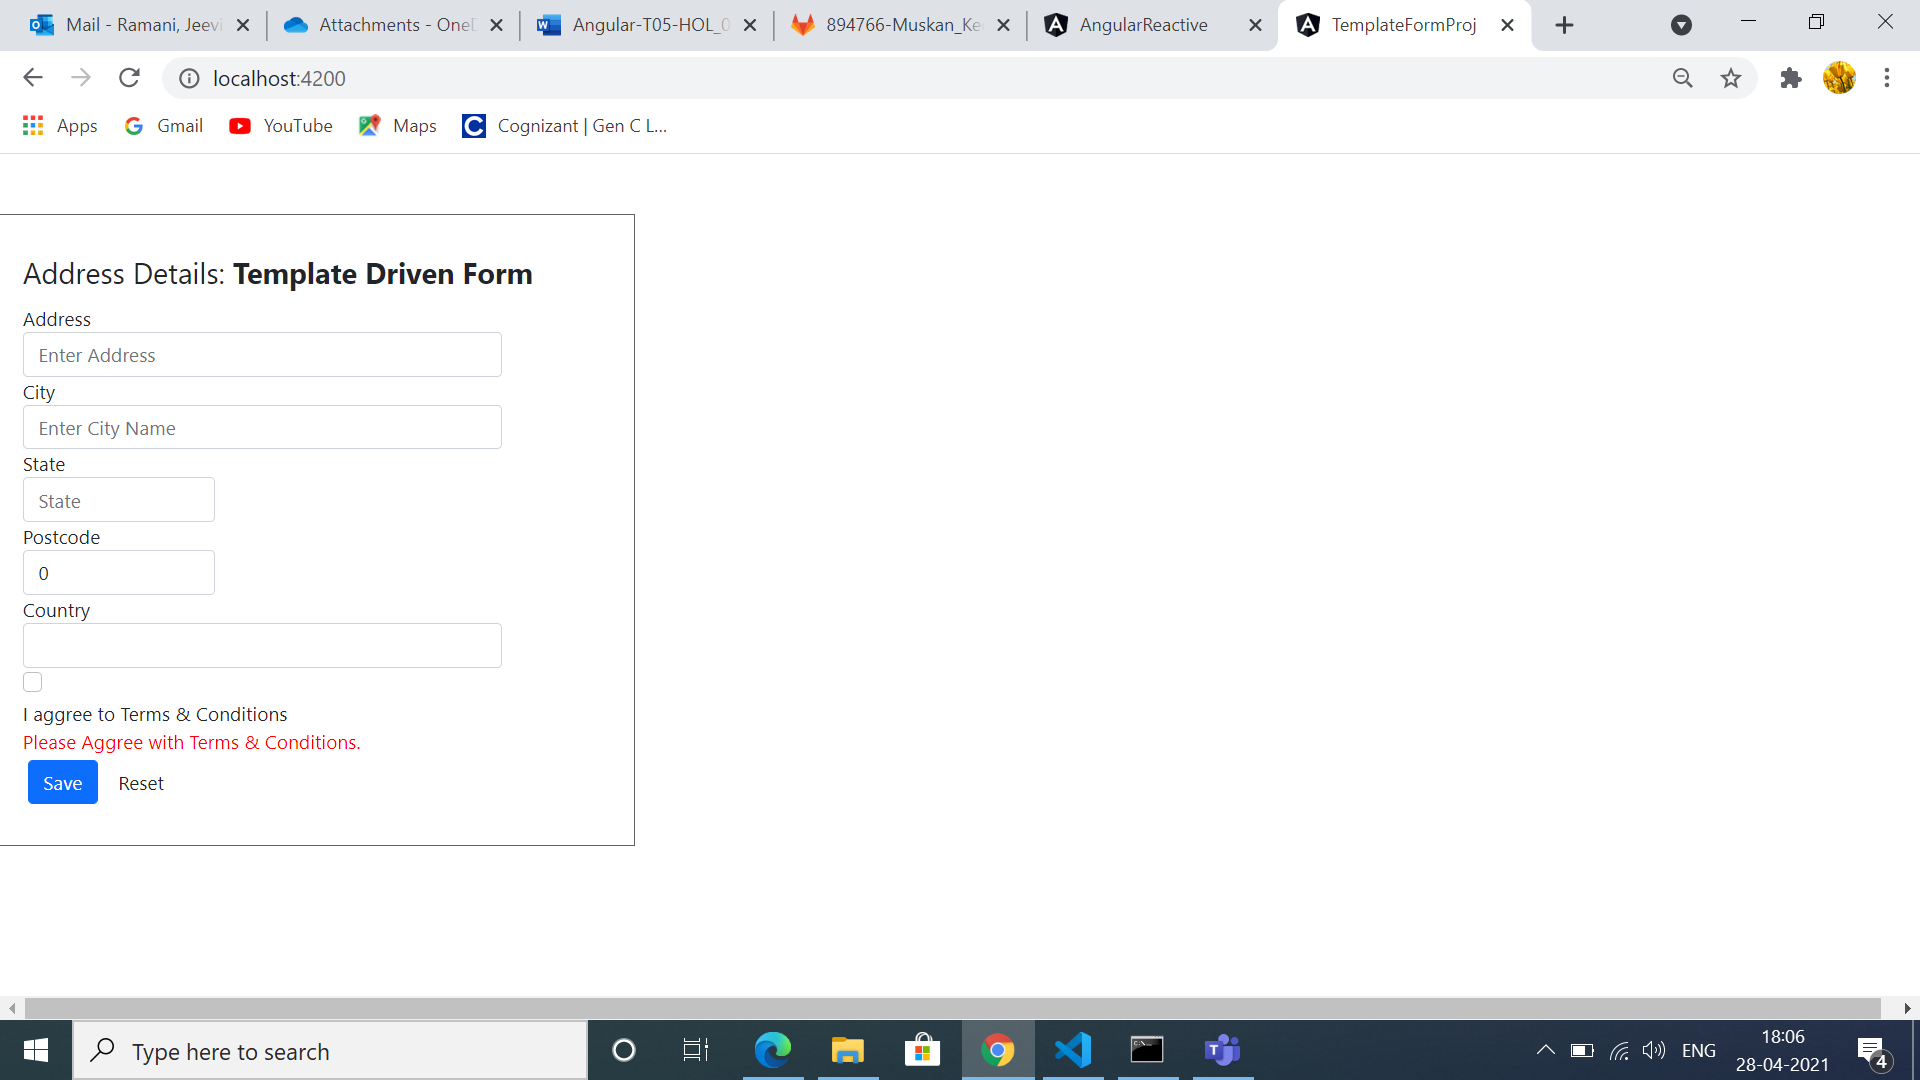 Mail - Ramani, Jeevi
Attachments - OneD
Angular-T05-HOL_0
894766-Muskan_Ke
AngularReactive
TemplateFormProj
localhost:4200
Apps
Gmail
YouTube
Maps
Cognizant | Gen C L...
Address Details: Template Driven Form
Address
Enter Address
City
Enter City Name
State
State
Postcode
0
Country
I aggree to Terms & Conditions
Please Aggree with Terms & Conditions.
Save
Reset
Type here to search
ENG
18:06
28-04-2021
4